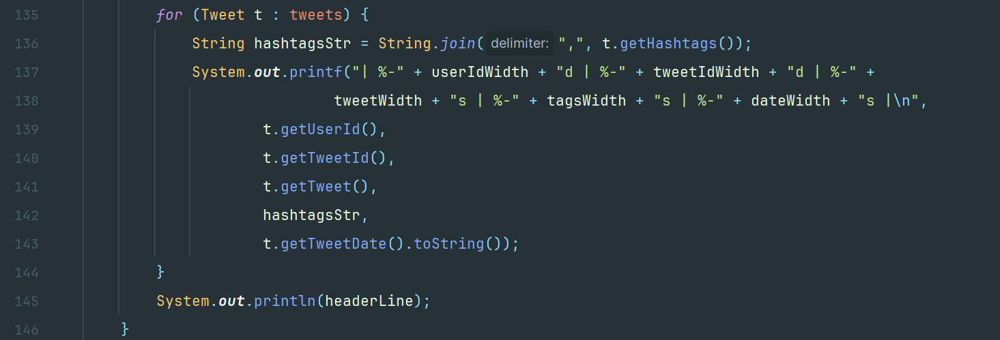 135 for (Tweet t : tweets) {
136 String hashtagsStr = String.join( delimiter: ",", t.getHashtags());
137 System.out.printf("| %-" + userIdWidth + "d | %-" + tweetIdWidth + "d | %-" +
138 tweetWidth + "s | %-" + tagsWidth + "s | %-" + dateWidth + "s |\n",
139 t.getUserId(),
140 t.getTweetId(),
141 t.getTweet(),
142 hashtagsStr,
143 t.getTweetDate().toString());
144 }
145 System.out.println(headerLine);
146 }